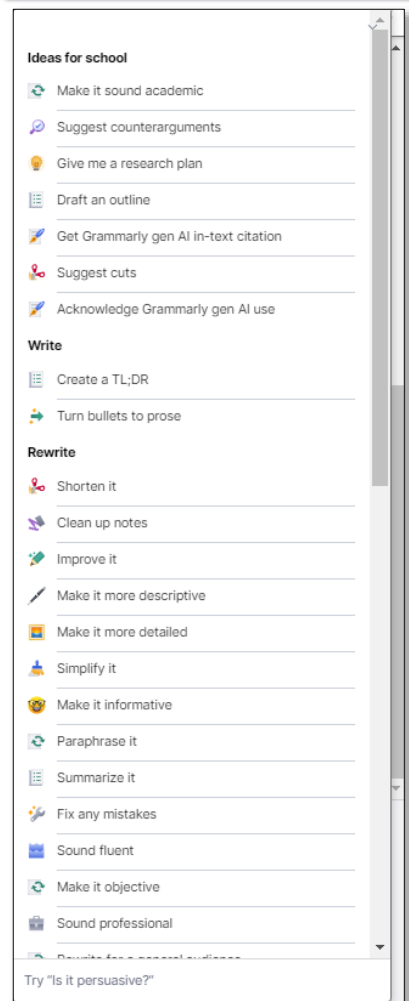 Ideas for school
Make it sound academic
Suggest counterarguments
Give me a research plan
Draft an outline
Get Grammarly gen AI in-text citation
Suggest cuts
Acknowledge Grammarly gen AI use
Write
Create a TL;DR
Turn bullets to prose
Rewrite
Shorten it
Clean up notes
Improve it
Make it more descriptive
Make it more detailed
Simplify it
Make it informative
Paraphrase it
Summarize it
Fix any mistakes
Sound fluent
Make it objective
Sound professional
Rewrite for a general audience
Try "Is it persuasive?"